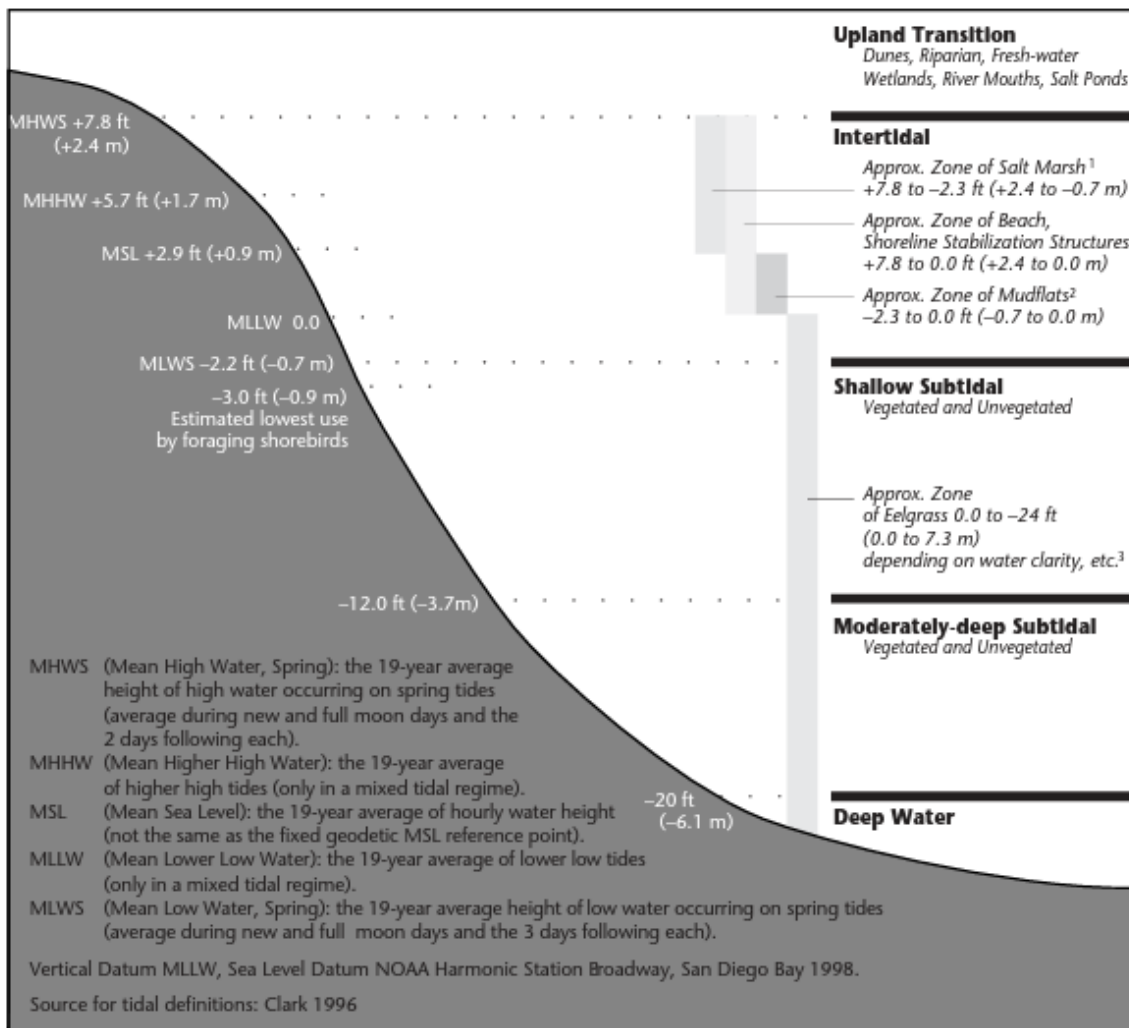 Upland Transition
Dunes, Riparian, Fresh-water
Wetlands, River Mouths, Salt Ponds
MHWS +7.8 ft
(+2.4 m)
Intertidal
Approx. Zone of Salt Marsh¹
+7.8 to –2.3 ft (+2.4 to –0.7 m)
MHHW +5.7 ft (+1.7 m)
Approx. Zone of Beach,
Shoreline Stabilization Structures
+7.8 to 0.0 ft (+2.4 to 0.0 m)
MSL +2.9 ft (+0.9 m)
Approx. Zone of Mudflats²
–2.3 to 0.0 ft (–0.7 to 0.0 m)
MLLW 0.0
MLWS –2.2 ft (–0.7 m)
–3.0 ft (–0.9 m)
Estimated lowest use
by foraging shorebirds
Shallow Subtidal
Vegetated and Unvegetated
Approx. Zone
of Eelgrass 0.0 to –24 ft
(0.0 to 7.3 m)
depending on water clarity, etc.³
–12.0 ft (–3.7m)
Moderately-deep Subtidal
Vegetated and Unvegetated
–20 ft
(–6.1 m)
Deep Water
MHWS (Mean High Water, Spring): the 19-year average
height of high water occurring on spring tides
(average during new and full moon days and the
2 days following each).
MHHW (Mean Higher High Water): the 19-year average
of higher high tides (only in a mixed tidal regime).
MSL (Mean Sea Level): the 19-year average of hourly water height
(not the same as the fixed geodetic MSL reference point).
MLLW (Mean Lower Low Water): the 19-year average of lower low tides
(only in a mixed tidal regime).
MLWS (Mean Low Water, Spring): the 19-year average height of low water occurring on spring tides
(average during new and full moon days and the 3 days following each).
Vertical Datum MLLW, Sea Level Datum NOAA Harmonic Station Broadway, San Diego Bay 1998.
Source for tidal definitions: Clark 1996